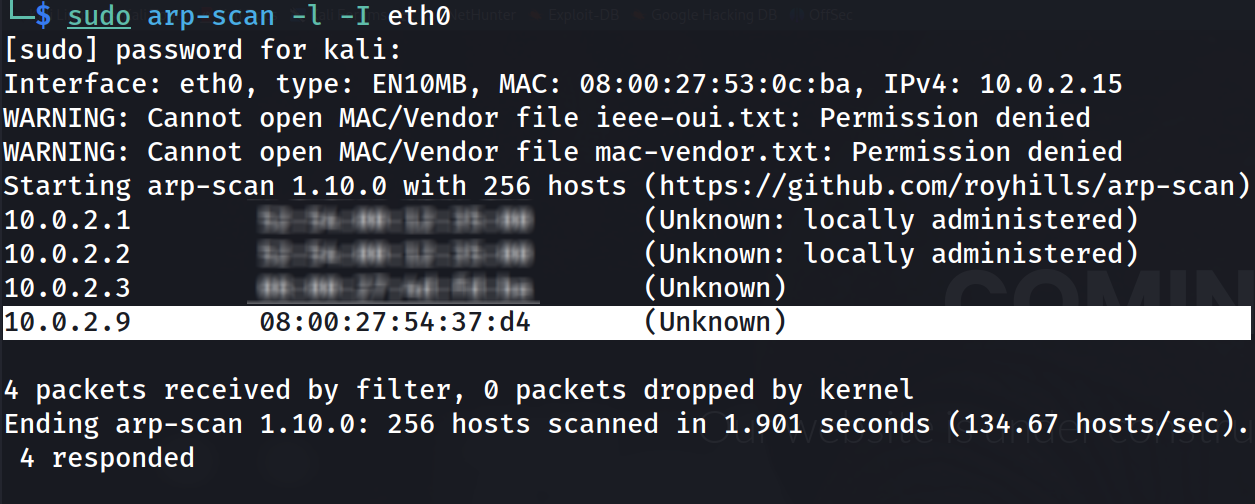 └─$ sudo arp-scan -l -I eth0
[sudo] password for kali:
Interface: eth0, type: EN10MB, MAC: 08:00:27:53:0c:ba, IPv4: 10.0.2.15
WARNING: Cannot open MAC/Vendor file ieee-oui.txt: Permission denied
WARNING: Cannot open MAC/Vendor file mac-vendor.txt: Permission denied
Starting arp-scan 1.10.0 with 256 hosts (https://github.com/royhills/arp-scan)
10.0.2.1 (Unknown: locally administered)
10.0.2.2 (Unknown: locally administered)
10.0.2.3 (Unknown)
COMIN
10.0.2.9 08:00:27:54:37:d4 (Unknown)
4 packets received by filter, 0 packets dropped by kernel
Ending arp-scan 1.10.0: 256 hosts scanned in 1.901 seconds (134.67 hosts/sec).
Our website is under constru
4 responded